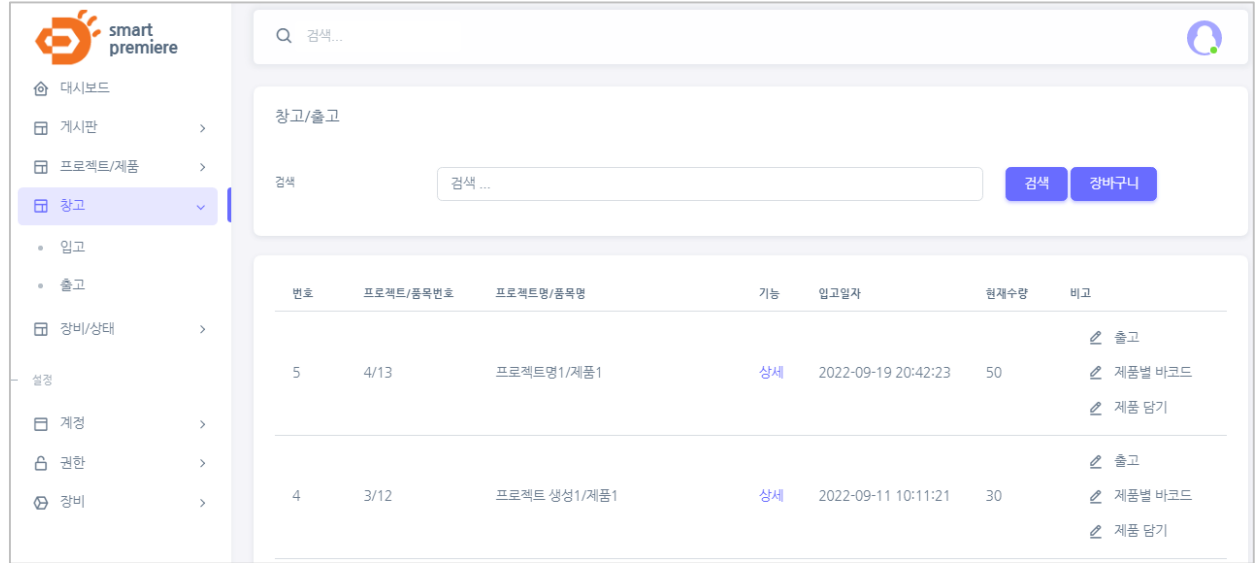 smart
premiere
검색...
대시보드
게시판
프로젝트/제품
창고
입고
출고
장비/상태
설정
계정
권한
장비
창고/출고
검색 검색 ... 검색 장바구니
번호 프로젝트/품목번호 프로젝트명/품목명 기능 입고일자 현재수량 비고
출고
5 4/13 프로젝트명1/제품1 상세 2022-09-19 20:42:23 50 제품별 바코드
제품 담기
출고
4 3/12 프로젝트 생성1/제품1 상세 2022-09-11 10:11:21 30 제품별 바코드
제품 담기